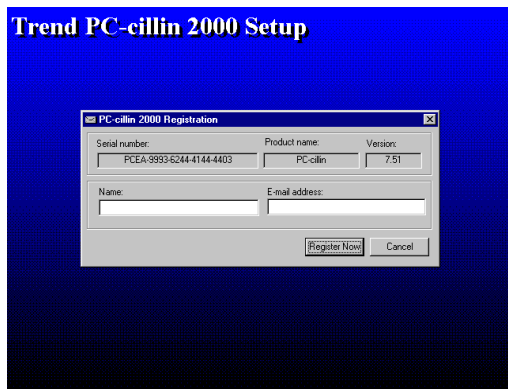 Trend PC-cillin 2000 Setup
PC-cillin 2000 Registration
Serial number: Product name: Version:
PCEA-9993-6244-4144-4403 PC-cillin 7.51
Name: E-mail address:
Register Now Cancel